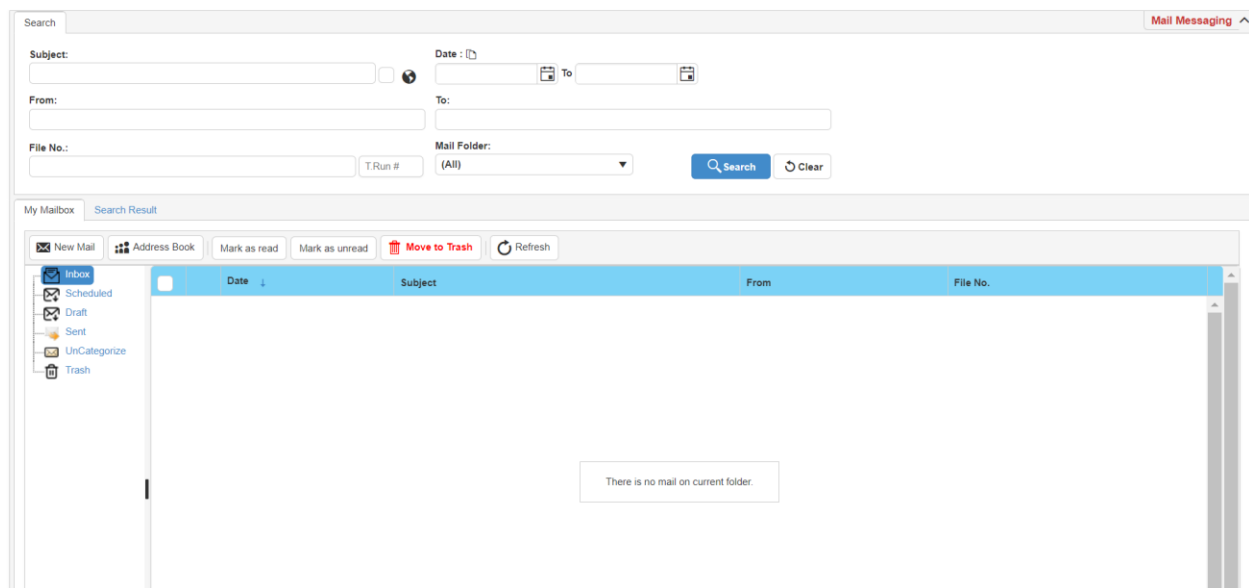 Search
Mail Messaging
Subject:
Date :
To
From:
To:
File No.:
Mail Folder:
T.Run #
(All)
Search
Clear
My Mailbox
Search Result
New Mail
Address Book
Mark as read
Mark as unread
Move to Trash
Refresh
Inbox
Scheduled
Draft
Sent
UnCategorize
Trash
Date ↓
Subject
From
File No.
There is no mail on current folder.